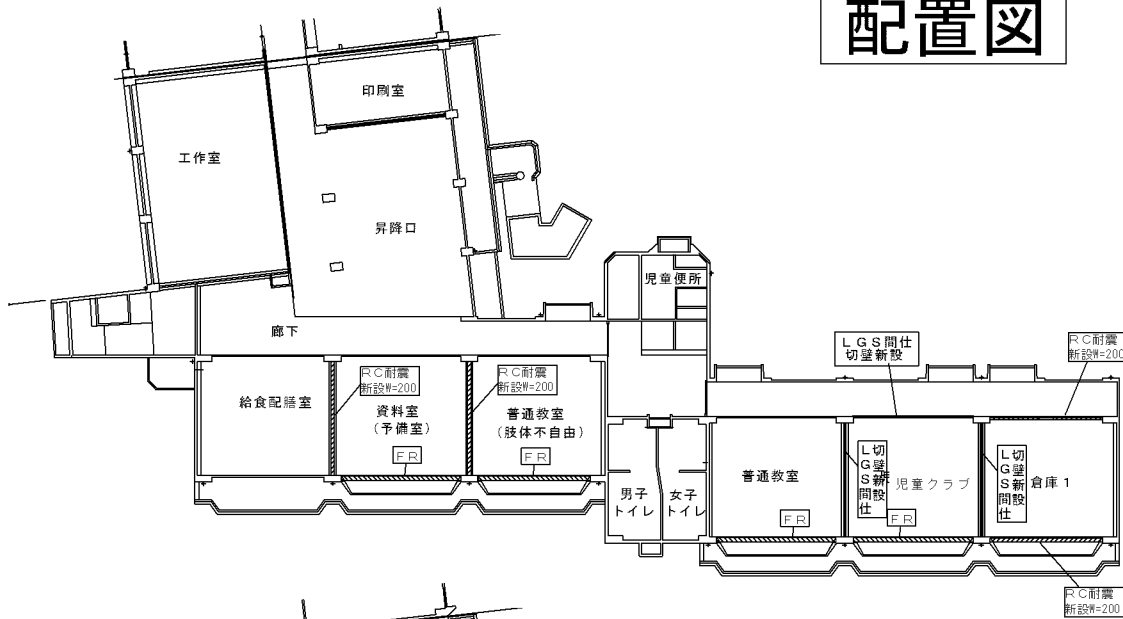 配置図
印刷室
工作室
昇降口
児童便所
廊下
LGS間仕
切壁新設
RC耐震
新設W=200
RC耐震
新設W=200
RC耐震
新設W=200
給食配膳室
資料室
(予備室)
普通教室
(肢体不自由)
FR
FR
男子
トイレ
女子
トイレ
普通教室
LGS間仕
切壁新設
児童クラブ
LGS間仕
切壁新設
倉庫1
FR
FR
RC耐震
新設W=200